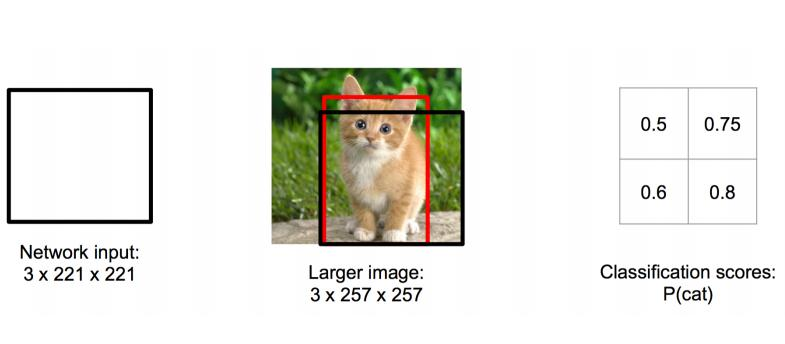 Network input:
3 x 221 x 221
Larger image:
3 x 257 x 257
0.5 0.75
0.6 0.8
Classification scores:
P(cat)